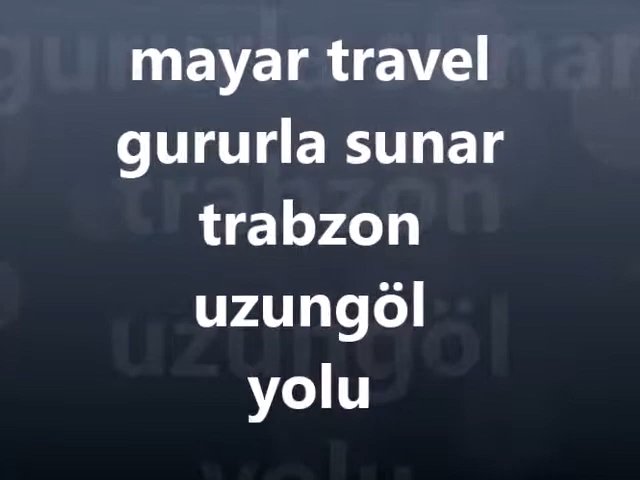 mayar travel
gururla sunar
trabzon
uzungöl
yolu